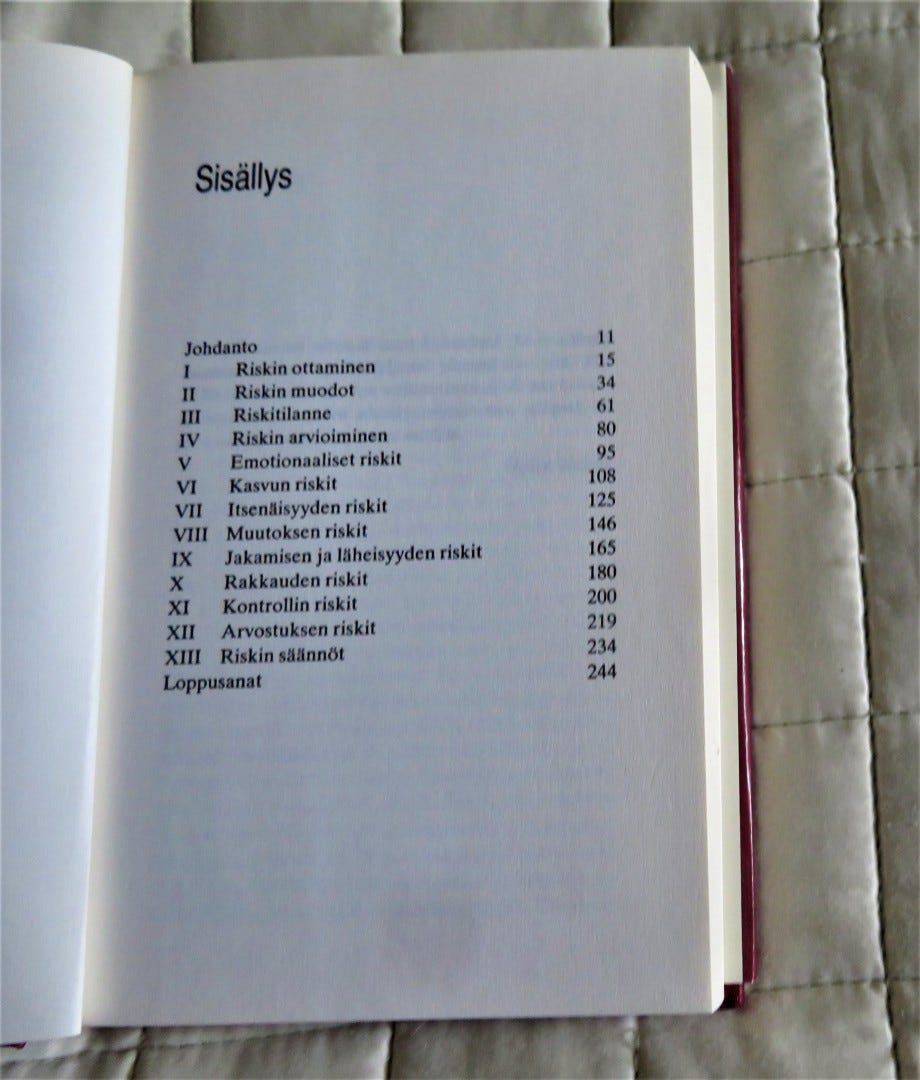 Sisällys
Johdanto 11
I Riskin ottaminen 15
II Riskin muodot 34
III Riskitilanne 61
IV Riskin arvioiminen 80
V Emotionaaliset riskit 95
VI Kasvun riskit 108
VII Itsenäisyyden riskit 125
VIII Muutoksen riskit 146
IX Jakamisen ja läheisyyden riskit 165
X Rakkauden riskit 180
XI Kontrollin riskit 200
XII Arvostuksen riskit 219
XIII Riskin säännöt 234
Loppusanat 244